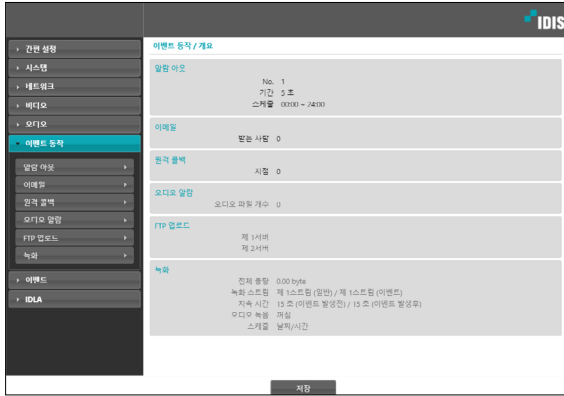 IDIS
간편 설정
시스템
네트워크
비디오
오디오
이벤트 동작
알람 아웃
이메일
원격 콜백
오디오 알람
FTP 업로드
녹화
이벤트
IDLA
이벤트 동작 / 개요
알람 아웃
No. 1
기간 5 초
스케줄 00:00 ~ 24:00
이메일
받는 사람 0
원격 콜백
지점 0
오디오 알람
오디오 파일 개수 0
FTP 업로드
제 1서버
제 2서버
녹화
전체 용량 0.00 byte
녹화 스트림 제 1스트림 (일반) / 제 1스트림 (이벤트)
지속 시간 15 초 (이벤트 발생전) / 15 초 (이벤트 발생후)
오디오 녹음 꺼짐
스케줄 날짜/시간
저장